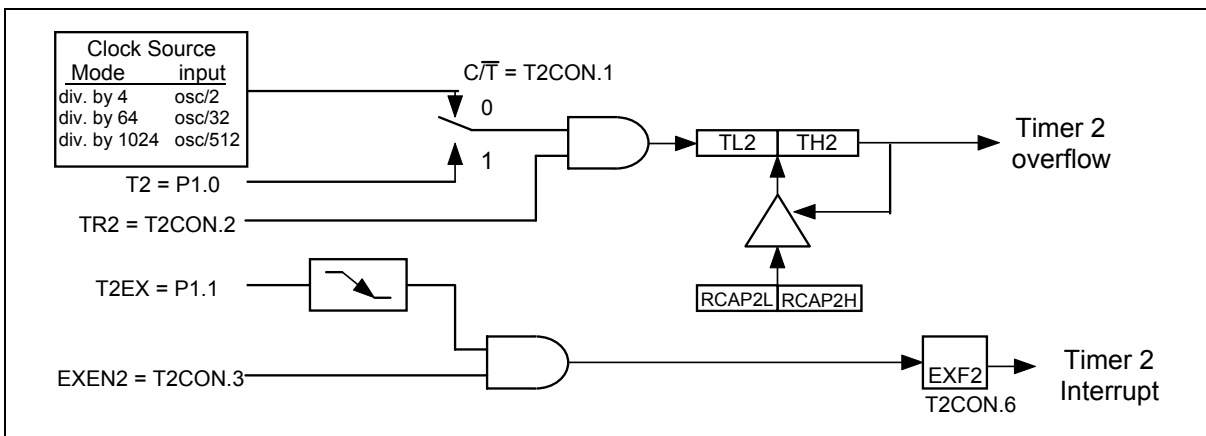 Clock Source
Mode input
div. by 4 osc/2
div. by 64 osc/32
div. by 1024 osc/512
C/T̅ = T2CON.1
0
1
T2 = P1.0
TR2 = T2CON.2
TL2 TH2
Timer 2
overflow
RCAP2L RCAP2H
T2EX = P1.1
EXEN2 = T2CON.3
EXF2
T2CON.6
Timer 2
Interrupt